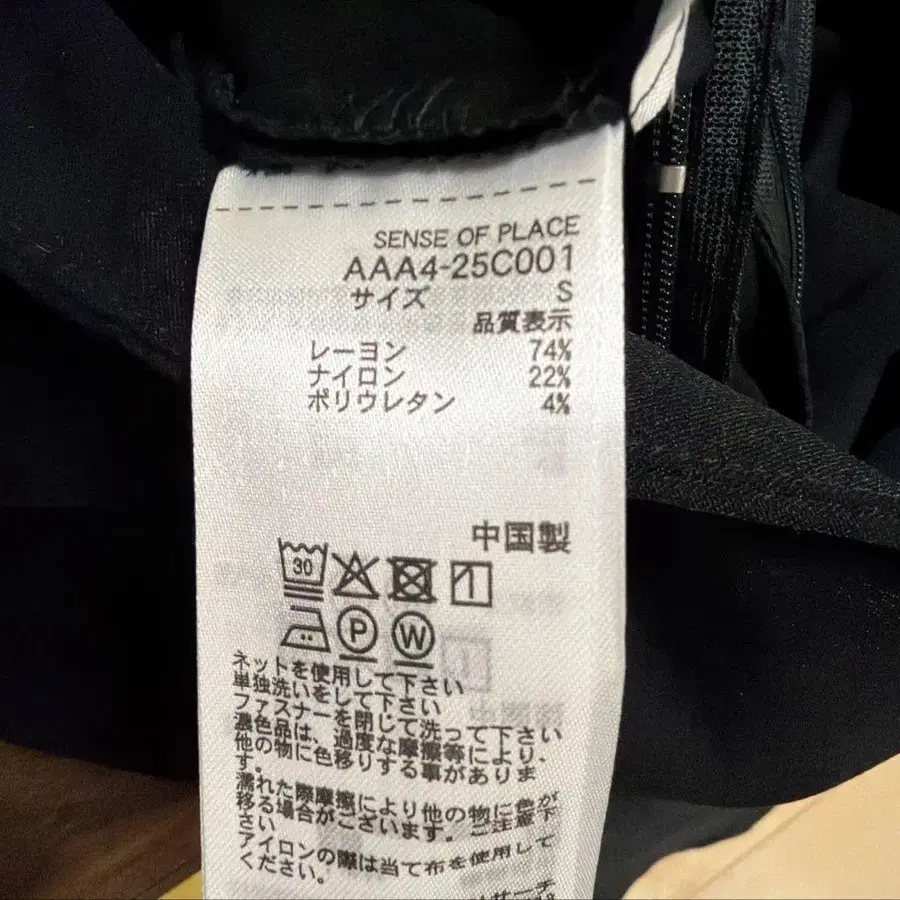 SENSE OF PLACE
AAA4-25C001
サイズ S
品質表示
レーヨン 74%
ナイロン 22%
ポリウレタン 4%
中国製
30
P W
ネットを使用して下さい
単独洗いをして下さい
ファスナーを閉じて洗って下さい
濃色品は、過度な摩擦等により、
他の物に色移りする事がありま
す。
濡れた際摩擦により他の物に色が
移る場合がございます。ご注意下
さい
アイロンの際は当て布を使用して
ください。